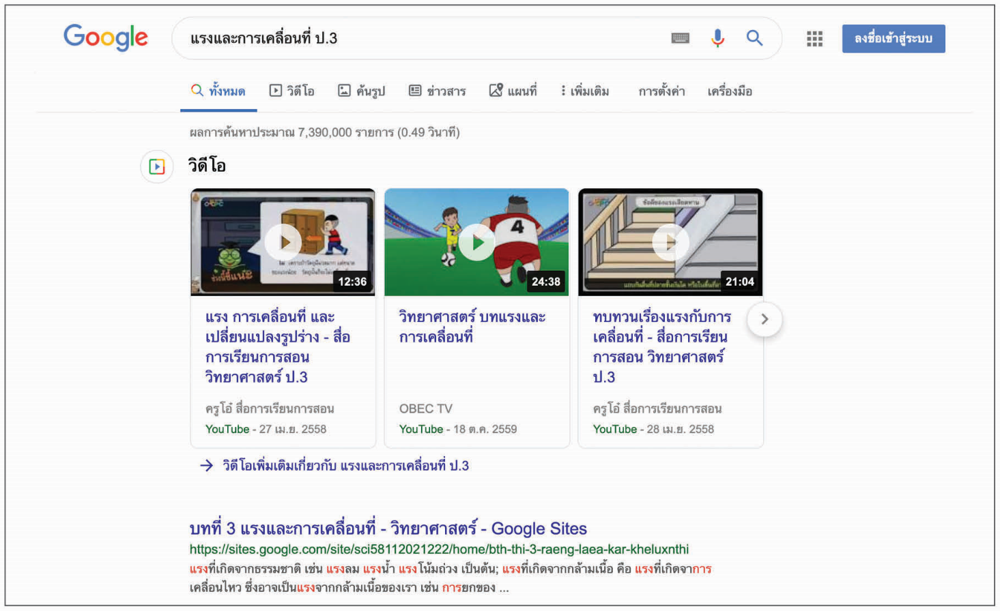 Google
แรงและการเคลื่อนที่ ป.3
ลงชื่อเข้าสู่ระบบ
ทั้งหมด วิดีโอ ค้นรูป ข่าวสาร แผนที่ เพิ่มเติม การตั้งค่า เครื่องมือ
ผลการค้นหาประมาณ 7,390,000 รายการ (0.49 วินาที)
วิดีโอ
ช่วงนี้ชี้แนะ
12:36
4
24:38
ข้อดีของแรงเสียดทาน
21:04
แรง การเคลื่อนที่ และ
เปลี่ยนแปลงรูปร่าง - สื่อ
การเรียนการสอน
วิทยาศาสตร์ ป.3
ครูโอ๋ สื่อการเรียนการสอน
YouTube - 27 เม.ย. 2558
วิทยาศาสตร์ บทแรงและ
การเคลื่อนที่
OBEC TV
YouTube - 18 ต.ค. 2559
ทบทวนเรื่องแรงกับการ
เคลื่อนที่ - สื่อการเรียน
การสอน วิทยาศาสตร์
ป.3
ครูโอ๋ สื่อการเรียนการสอน
YouTube - 28 เม.ย. 2558
วิดีโอเพิ่มเติมเกี่ยวกับ แรงและการเคลื่อนที่ ป.3
บทที่ 3 แรงและการเคลื่อนที่ - วิทยาศาสตร์ - Google Sites
https://sites.google.com/site/sci58112021222/home/bth-thi-3-raeng-laea-kar-kheluxnthi
แรงที่เกิดจากธรรมชาติ เช่น แรงลม แรงน้ำ แรงโน้มถ่วง เป็นต้น; แรงที่เกิดจากกล้ามเนื้อ คือ แรงที่เกิดจาการ
เคลื่อนไหว ซึ่งอาจเป็นแรงจากกล้ามเนื้อของเรา เช่น การยกของ ...